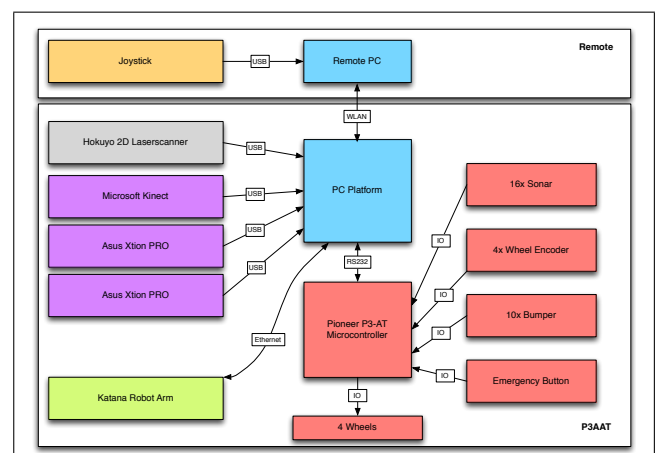 Remote
Joystick
USB
Remote PC
WLAN
Hokuyo 2D Laserscanner
USB
PC Platform
16x Sonar
Microsoft Kinect
USB
Asus Xtion PRO
USB
IO
4x Wheel Encoder
RS232
Asus Xtion PRO
USB
IO
10x Bumper
Pioneer P3-AT
Microcontroller
IO
Ethernet
IO
Emergency Button
Katana Robot Arm
IO
4 Wheels
P3AAT